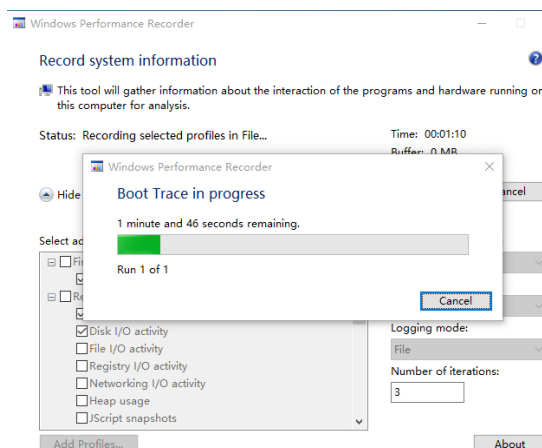 Windows Performance Recorder
Record system information
This tool will gather information about the interaction of the programs and hardware running on
this computer for analysis.
Status: Recording selected profiles in File...
Time: 00:01:10
Buffer: 0 MB
Windows Performance Recorder
Hide
Boot Trace in progress
1 minute and 46 seconds remaining.
Run 1 of 1
Cancel
Select ad
Fi
Re
Disk I/O activity
File I/O activity
Registry I/O activity
Networking I/O activity
Heap usage
JScript snapshots
Logging mode:
File
Number of iterations:
3
Add Profiles...
About